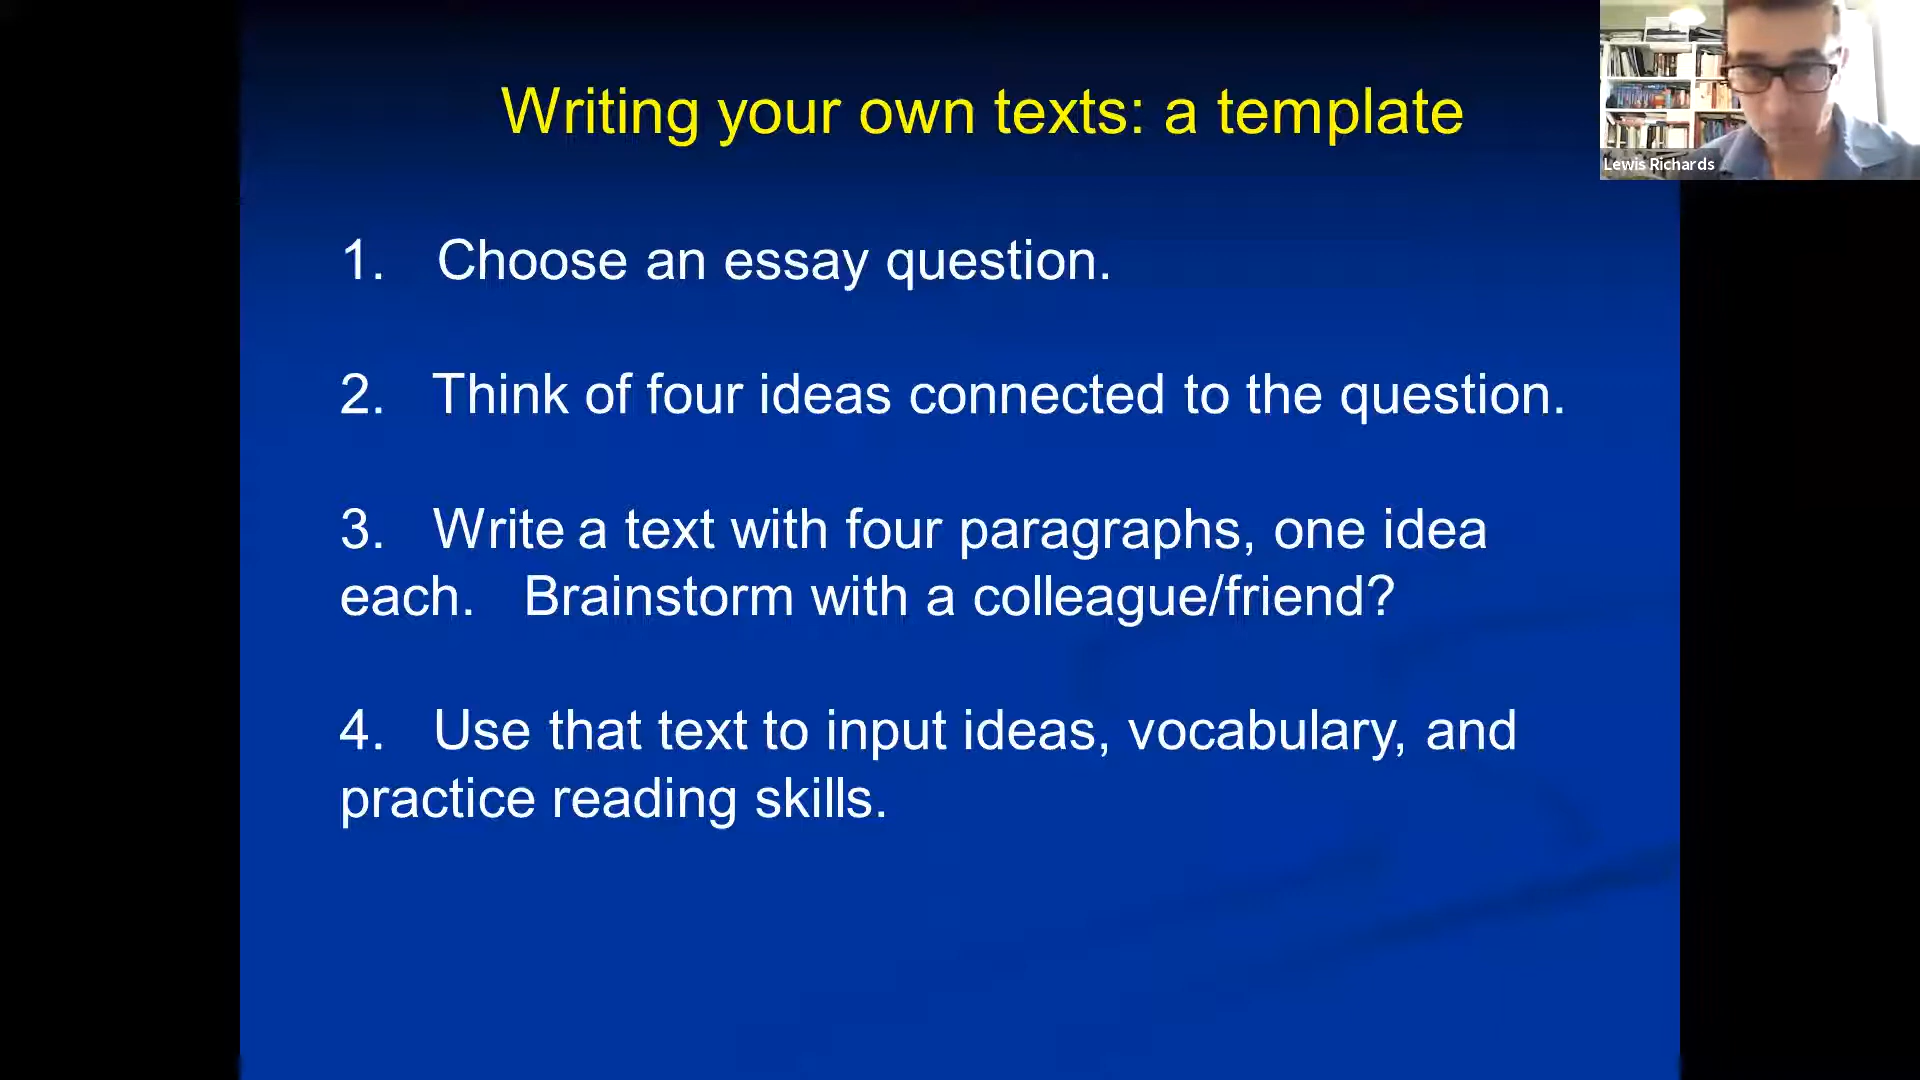 Writing your own texts: a template
Lewis Richards
1. Choose an essay question.
2. Think of four ideas connected to the question.
3. Write a text with four paragraphs, one idea
each. Brainstorm with a colleague/friend?
4. Use that text to input ideas, vocabulary, and
practice reading skills.